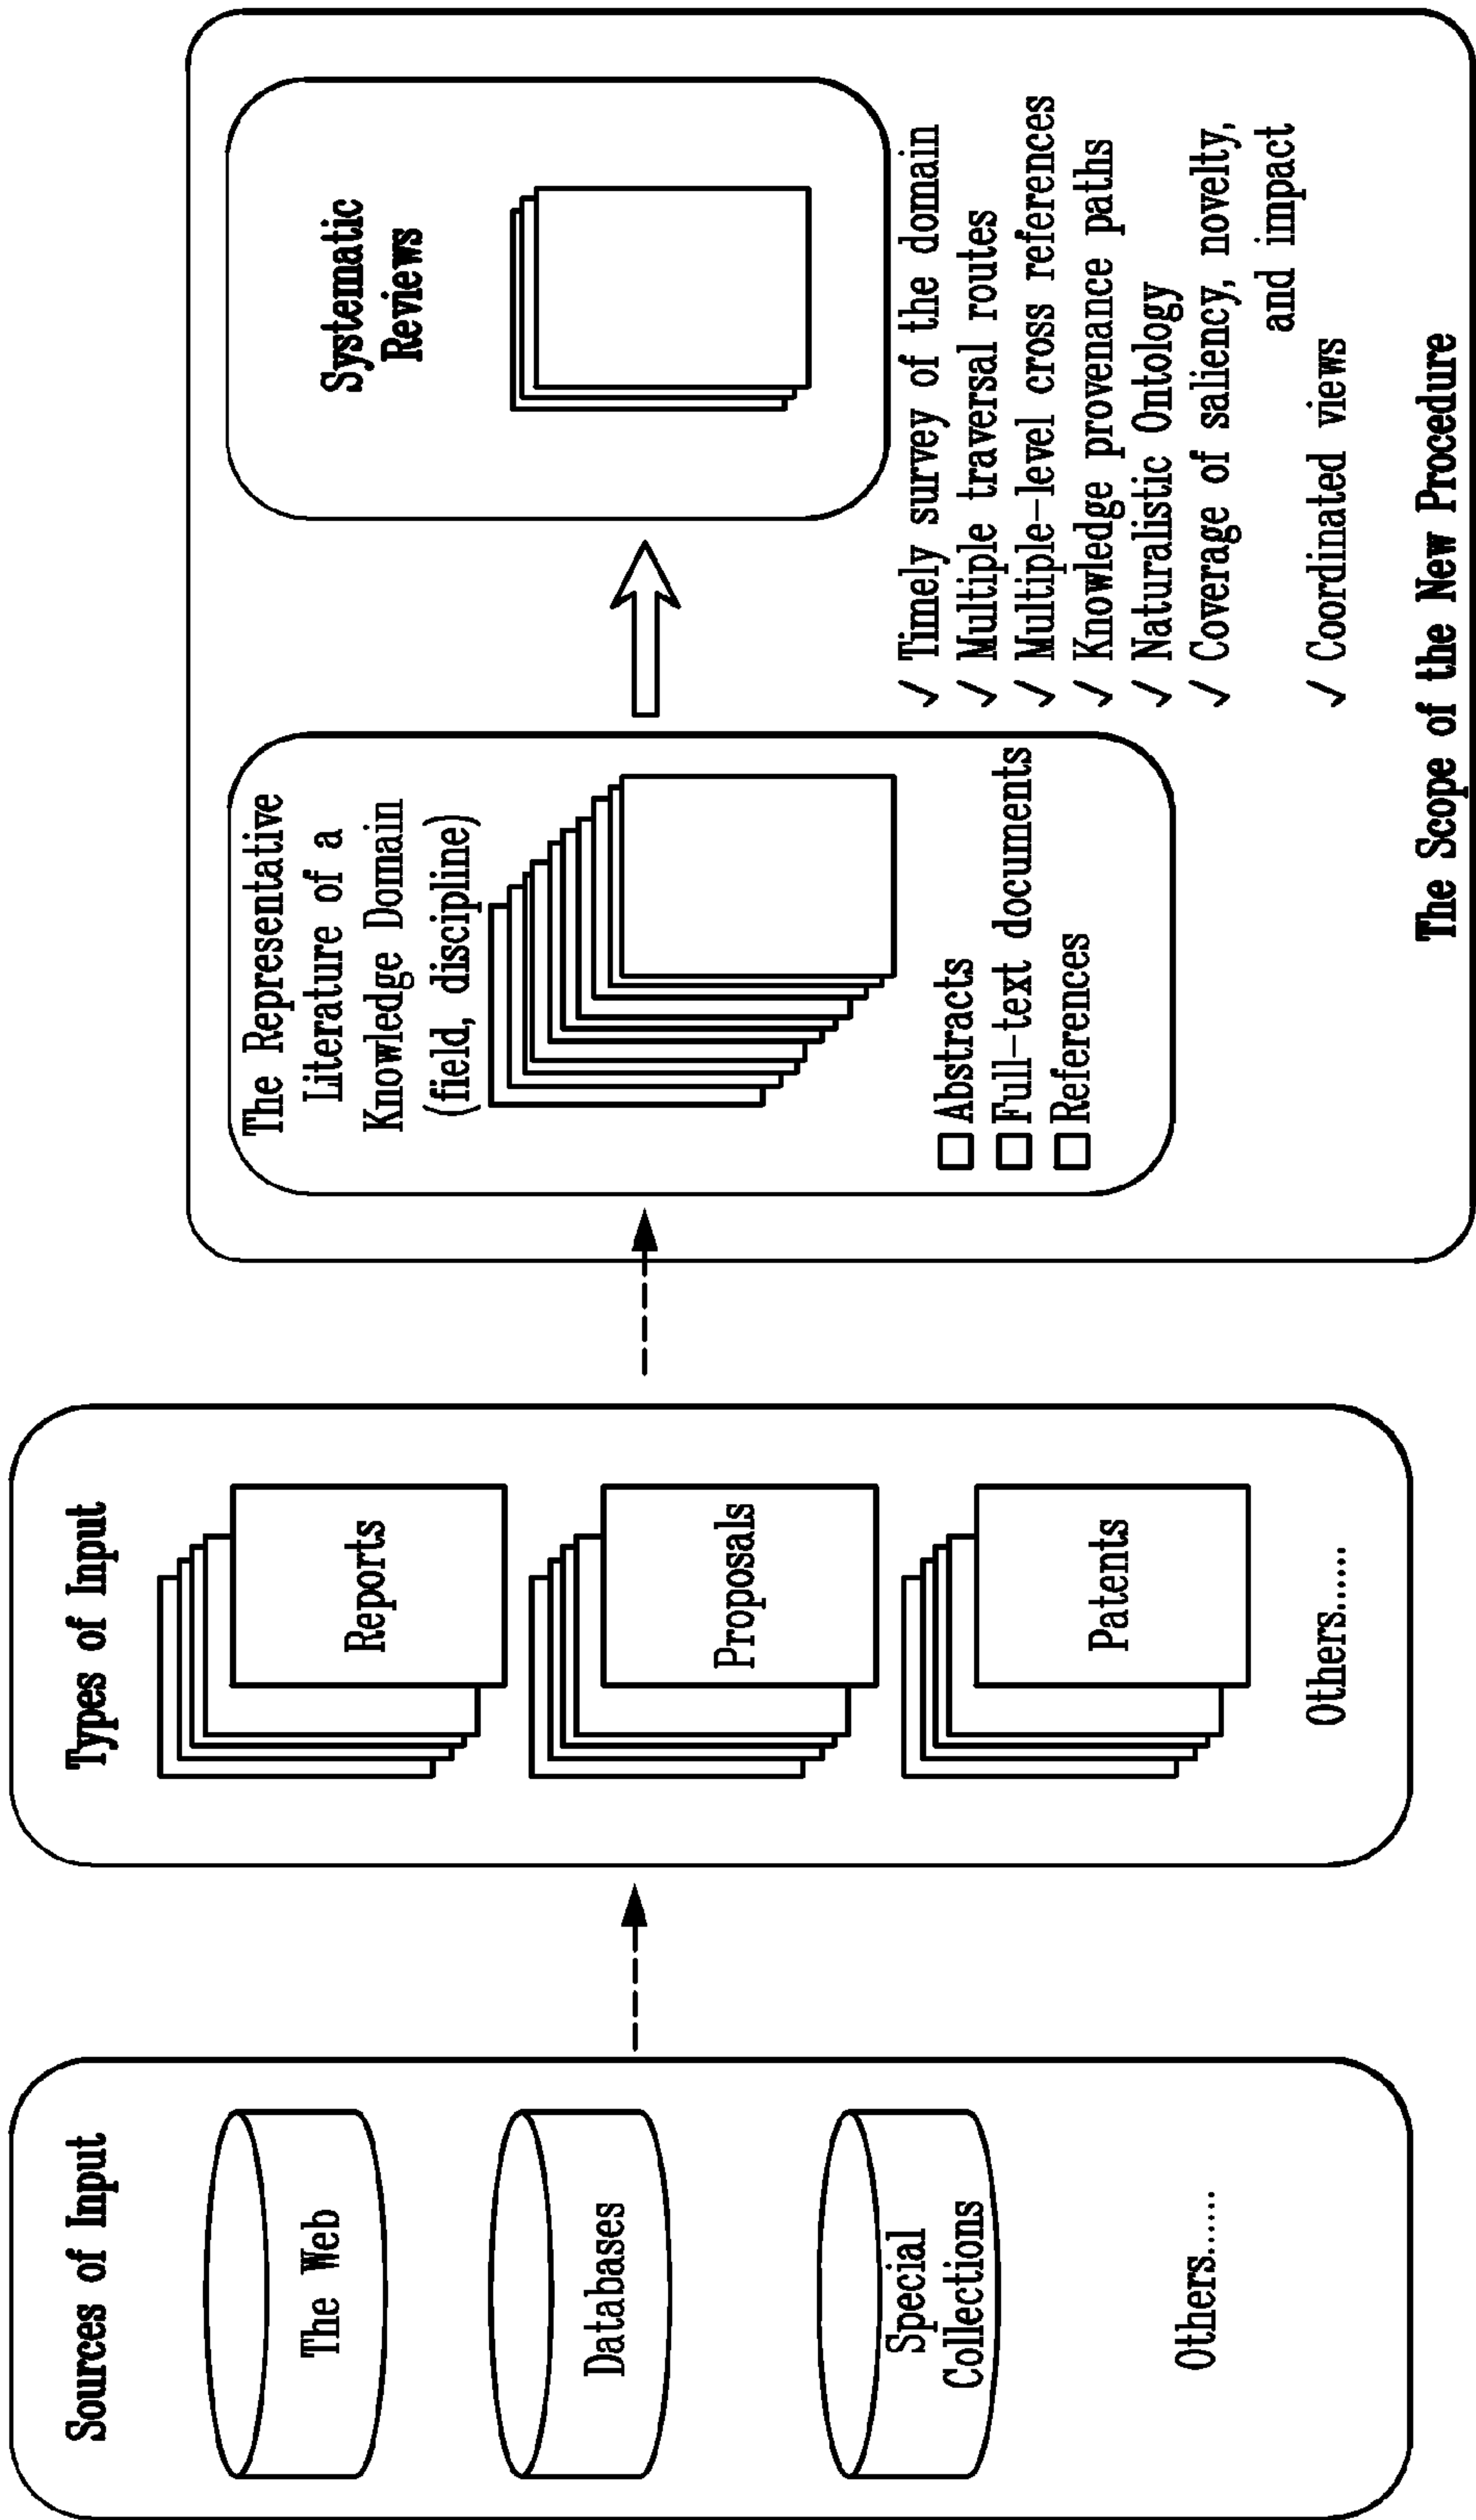 Sources of Input
The Web
Databases
Special
Collections
Others......
Types of Input
Reports
Proposals
Patents
Others......
The Representative
Literature of a
Knowledge Domain
(field, discipline)
□ Abstracts
□ Full-text documents
□ References
Systematic
Reviews
✓ Timely survey of the domain
✓ Multiple traversal routes
✓ Multiple-level cross references
✓ Knowledge provenance paths
✓ Naturalistic Ontology
✓ Coverage of saliency, novelty,
and impact
✓ Coordinated views
The Scope of the New Procedure